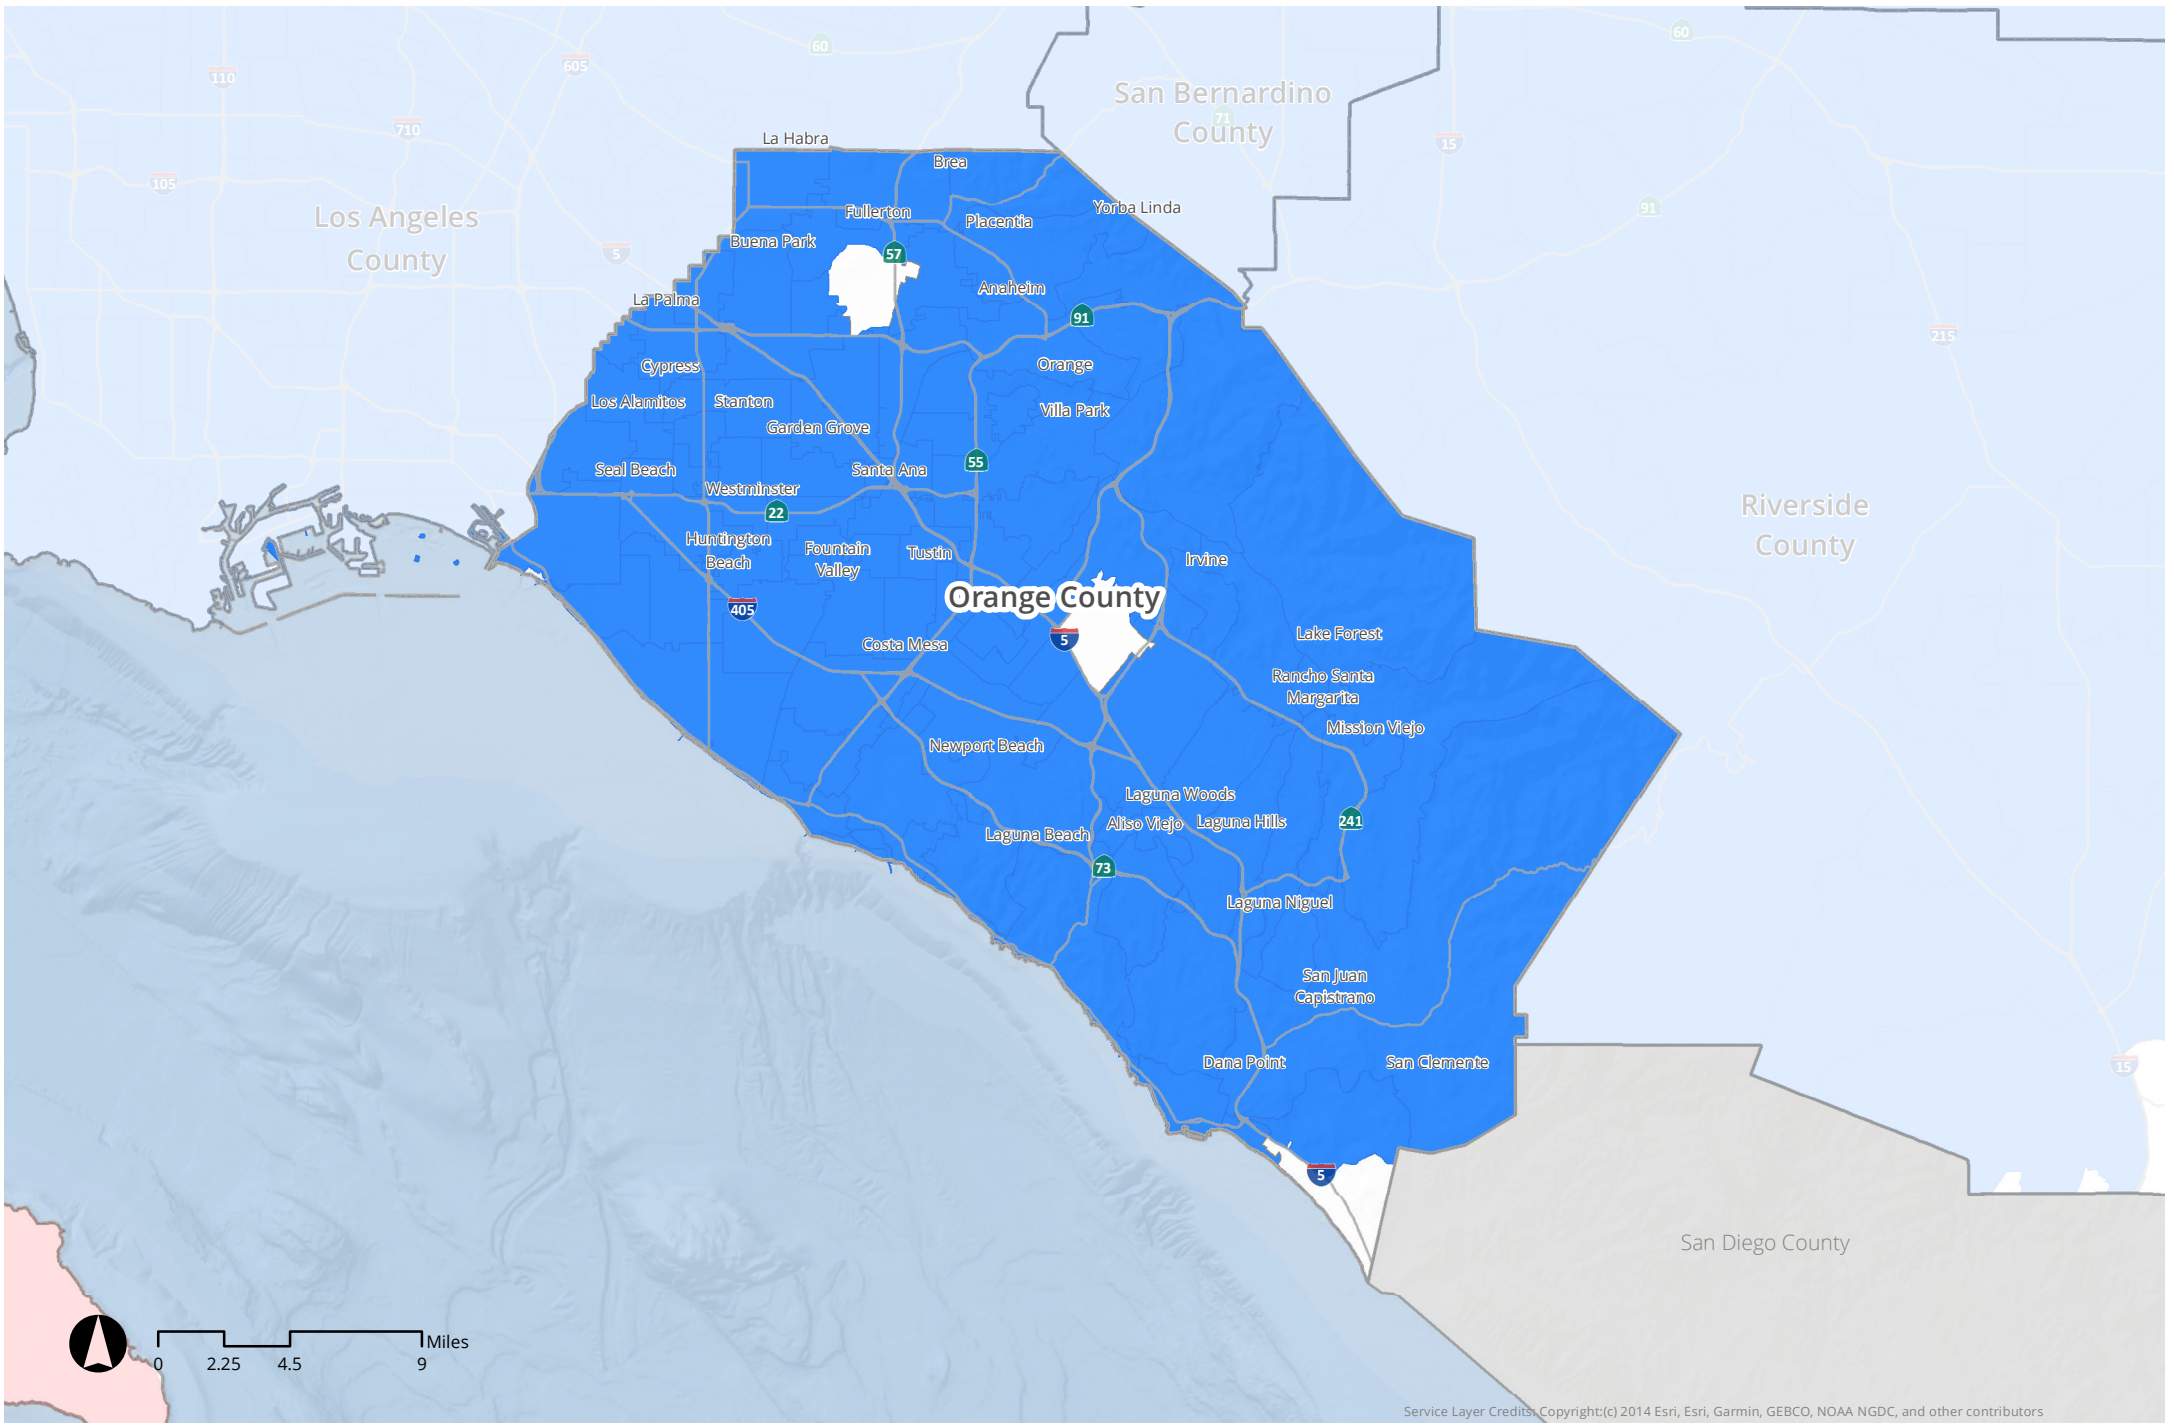 60
60
605
110
San Bernardino
71
County
710
15
La Habra
Brea
105
91
Los Angeles
County
Fullerton
Placentia
Yorba Linda
Buena Park
57
5
Anaheim
La Palma
91
215
Cypress
Orange
Los Alamitos
Stanton
Villa Park
Garden Grove
Seal Beach
Santa Ana
55
Westminster
22
Riverside
County
Huntington
Beach
Fountain
Valley
Tustin
Irvine
Orange County
405
5
Costa Mesa
Lake Forest
Rancho Santa
Margarita
Mission Viejo
Newport Beach
Laguna Woods
Aliso Viejo
Laguna Hills
241
Laguna Beach
73
Laguna Niguel
San Juan
Capistrano
Dana Point
San Clemente
15
5
San Diego County
Miles
0 2.25 4.5 9
Service Layer Credits: Copyright:(c) 2014 Esri, Esri, Garmin, GEBCO, NOAA NGDC, and other contributors